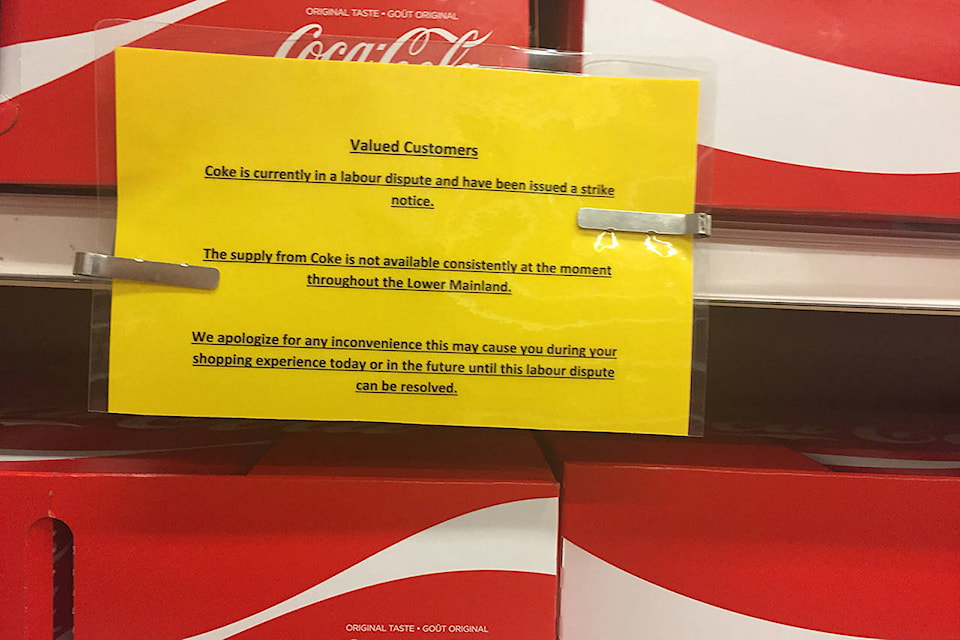 ORIGINAL TASTE • GOÛT ORIGINAL
Coca-Cola
Valued Customers
Coke is currently in a labour dispute and have been issued a strike
notice.
The supply from Coke is not available consistently at the moment
throughout the Lower Mainland.
We apologize for any inconvenience this may cause you during your
shopping experience today or in the future until this labour dispute
can be resolved.
ORIGINAL TASTE • GOÛT ORIGINAL